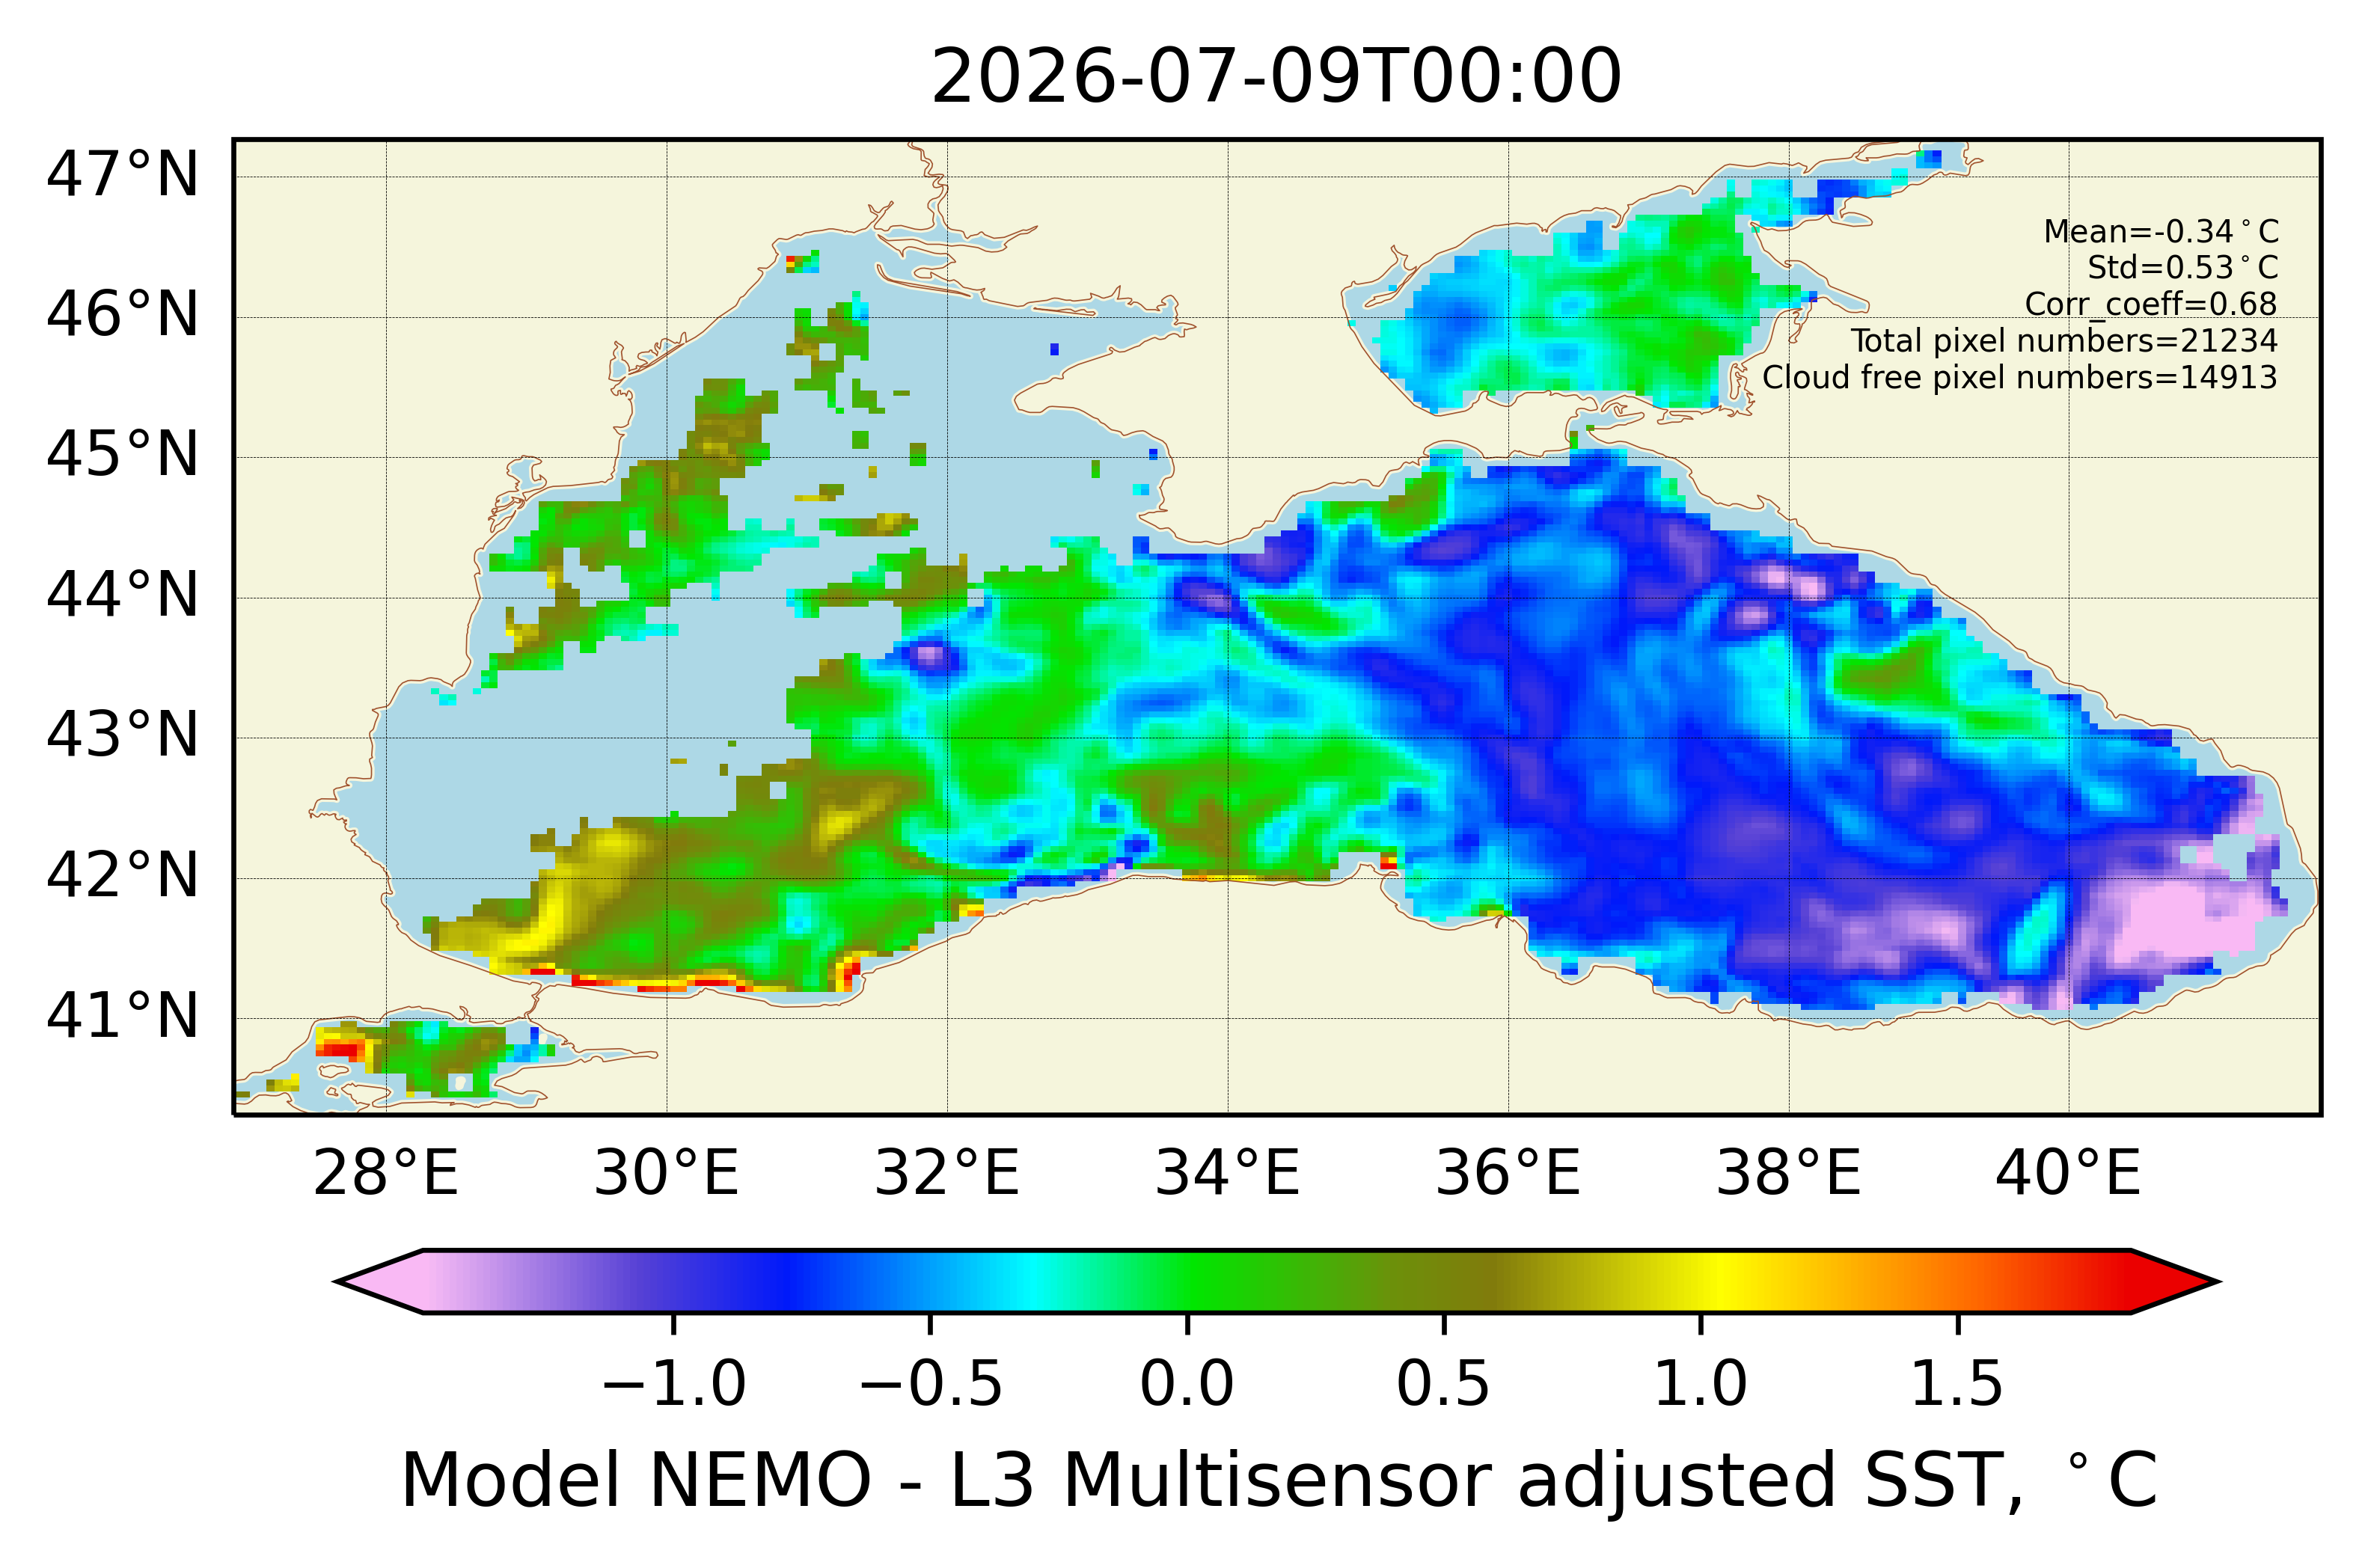 2026-07-09T00:00
47°N
46°N
45°N
44°N
43°N
42°N
41°N
Mean=-0.34°C
Std=0.53°C
Corr_coeff=0.68
Total pixel numbers=21234
Cloud free pixel numbers=14913
28°E 30°E 32°E 34°E 36°E 38°E 40°E
−1.0 −0.5 0.0 0.5 1.0 1.5
Model NEMO - L3 Multisensor adjusted SST, °C